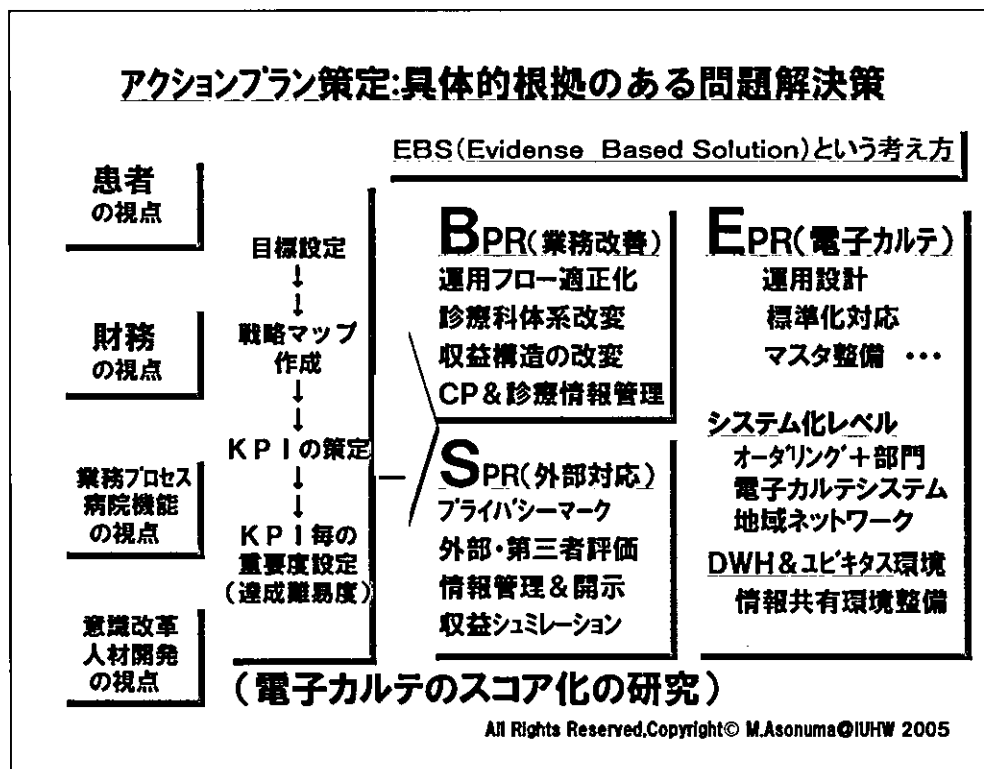 アクションプラン策定:具体的根拠のある問題解決策
EBS(Evidense Based Solution)という考え方
患者
の視点
財務
の視点
業務プロセス
病院機能
の視点
意識改革
人材開発
の視点
目標設定
↓
↓
戦略マップ
作成
↓
↓
KPIの策定
↓
↓
KPI毎の
重要度設定
(達成難易度)
BPR(業務改善)
運用フロー適正化
診療科体系改変
収益構造の改変
CP&診療情報管理
SPR(外部対応)
プライバシーマーク
外部・第三者評価
情報管理&開示
収益シュミレーション
EPR(電子カルテ)
運用設計
標準化対応
マスタ整備 ・・・
システム化レベル
オーダリング+部門
電子カルテシステム
地域ネットワーク
DWH&ユビキタス環境
情報共有環境整備
(電子カルテのスコア化の研究)
All Rights Reserved,Copyright© M.Asonuma@IUHW 2005